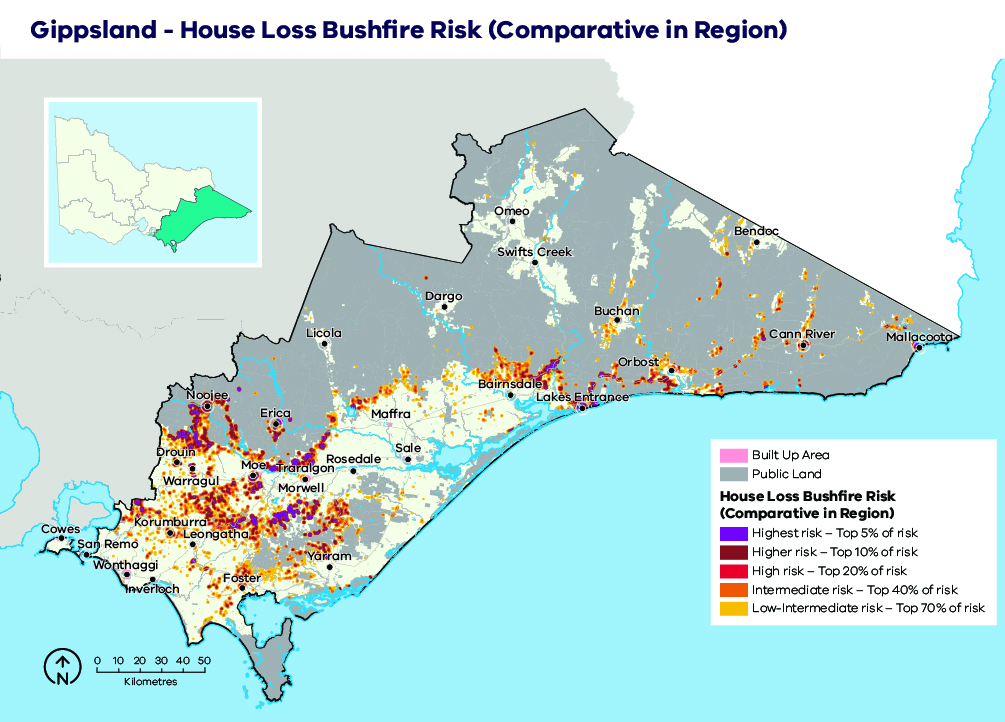 Gippsland - House Loss Bushfire Risk (Comparative in Region)
Omeo
Bendoc
Swifts Creek
Dargo
Buchan
Licola
Cann River
Mallacoota
Orbost
Bairnsdale
Lakes Entrance
Noojee
Erica
Maffra
Drouin
Sale
Rosedale
Moe
Traralgon
Warragul
Morwell
Korumburra
Leongatha
Cowes
San Remo
Yarram
Wonthaggi
Foster
Inverloch
N
0 10 20 30 40 50
Kilometres
Built Up Area
Public Land
House Loss Bushfire Risk
(Comparative in Region)
Highest risk – Top 5% of risk
Higher risk – Top 10% of risk
High risk – Top 20% of risk
Intermediate risk – Top 40% of risk
Low-Intermediate risk – Top 70% of risk